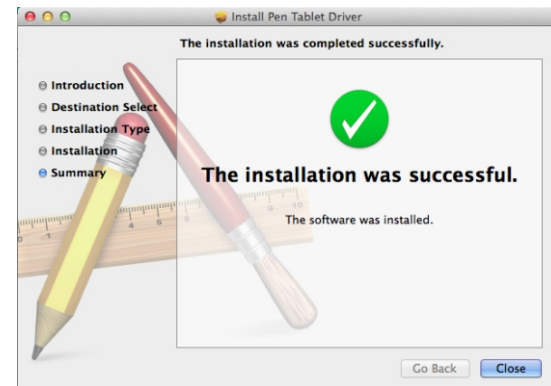 Install Pen Tablet Driver
The installation was completed successfully.
Introduction
Destination Select
Installation Type
Installation
Summary
The installation was successful.
The software was installed.
Go Back
Close